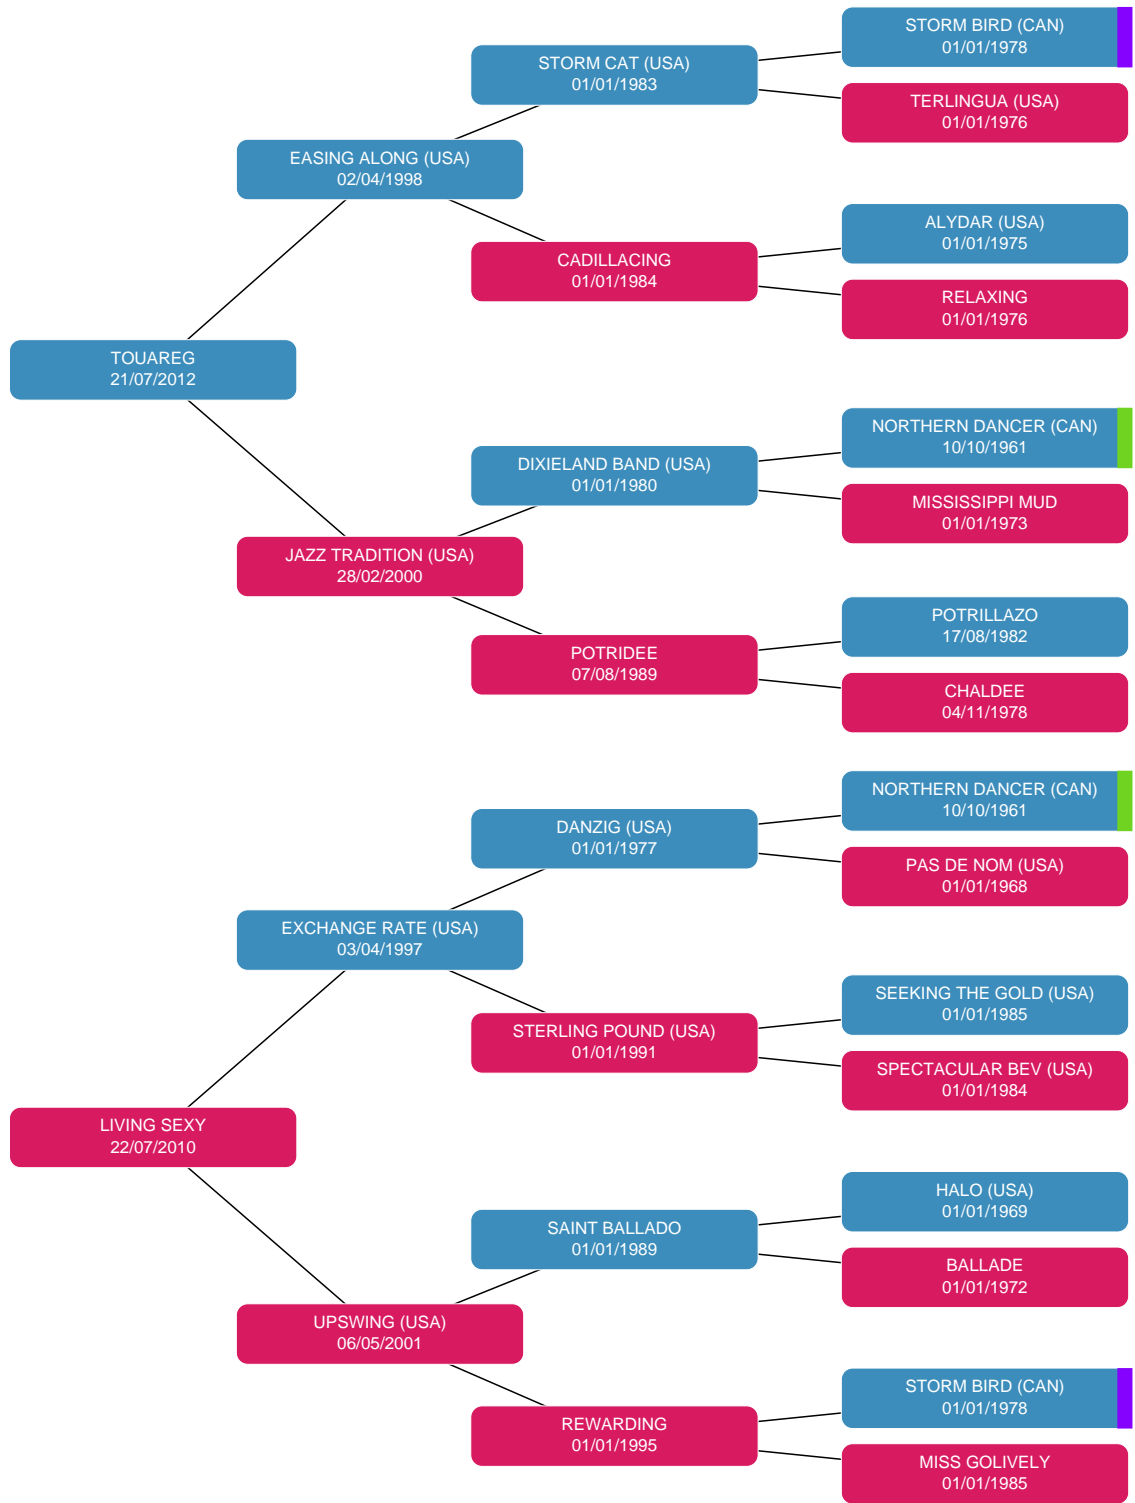 STORM BIRD (CAN)
01/01/1978
STORM CAT (USA)
01/01/1983
TERLINGUA (USA)
01/01/1976
EASING ALONG (USA)
02/04/1998
ALYDAR (USA)
01/01/1975
CADILLACING
01/01/1984
RELAXING
01/01/1976
TOUAREG
21/07/2012
NORTHERN DANCER (CAN)
10/10/1961
DIXIELAND BAND (USA)
01/01/1980
MISSISSIPPI MUD
01/01/1973
JAZZ TRADITION (USA)
28/02/2000
POTRILLAZO
17/08/1982
POTRIDEE
07/08/1989
CHALDEE
04/11/1978
NORTHERN DANCER (CAN)
10/10/1961
DANZIG (USA)
01/01/1977
PAS DE NOM (USA)
01/01/1968
EXCHANGE RATE (USA)
03/04/1997
SEEKING THE GOLD (USA)
01/01/1985
STERLING POUND (USA)
01/01/1991
SPECTACULAR BEV (USA)
01/01/1984
LIVING SEXY
22/07/2010
HALO (USA)
01/01/1969
SAINT BALLADO
01/01/1989
BALLADE
01/01/1972
UPSWING (USA)
06/05/2001
STORM BIRD (CAN)
01/01/1978
REWARDING
01/01/1995
MISS GOLIVELY
01/01/1985